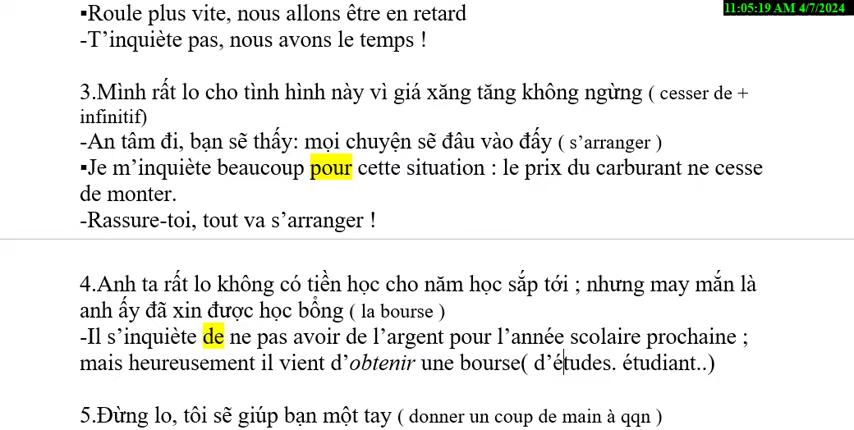 11:05:19 AM 4/7/2024
▪Roule plus vite, nous allons être en retard
-T’inquiète pas, nous avons le temps !
3.Mình rất lo cho tình hình này vì giá xăng tăng không ngừng ( cesser de +
infinitif)
-An tâm đi, bạn sẽ thấy: mọi chuyện sẽ đâu vào đấy ( s’arranger )
▪Je m’inquiète beaucoup pour cette situation : le prix du carburant ne cesse
de monter.
-Rassure-toi, tout va s’arranger !
4.Anh ta rất lo không có tiền học cho năm học sắp tới ; nhưng may mắn là
anh ấy đã xin được học bổng ( la bourse )
-Il s’inquiète de ne pas avoir de l’argent pour l’année scolaire prochaine ;
mais heureusement il vient d’obtenir une bourse( d’études. étudiant..)
5.Đừng lo, tôi sẽ giúp bạn một tay ( donner un coup de main à qqn )